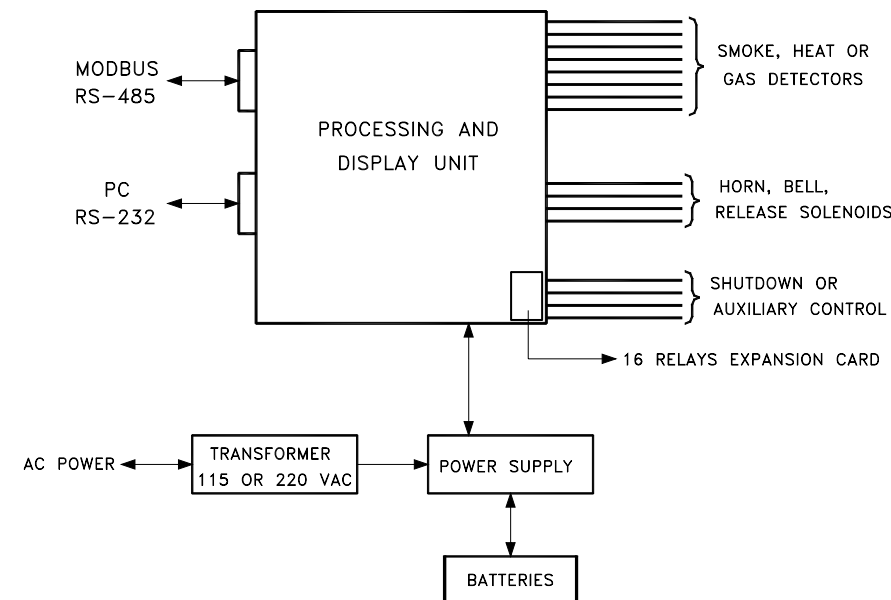 MODBUS
RS-485
PC
RS-232
PROCESSING AND
DISPLAY UNIT
SMOKE, HEAT OR
GAS DETECTORS
HORN, BELL,
RELEASE SOLENOIDS
SHUTDOWN OR
AUXILIARY CONTROL
16 RELAYS EXPANSION CARD
AC POWER
TRANSFORMER
115 OR 220 VAC
POWER SUPPLY
BATTERIES